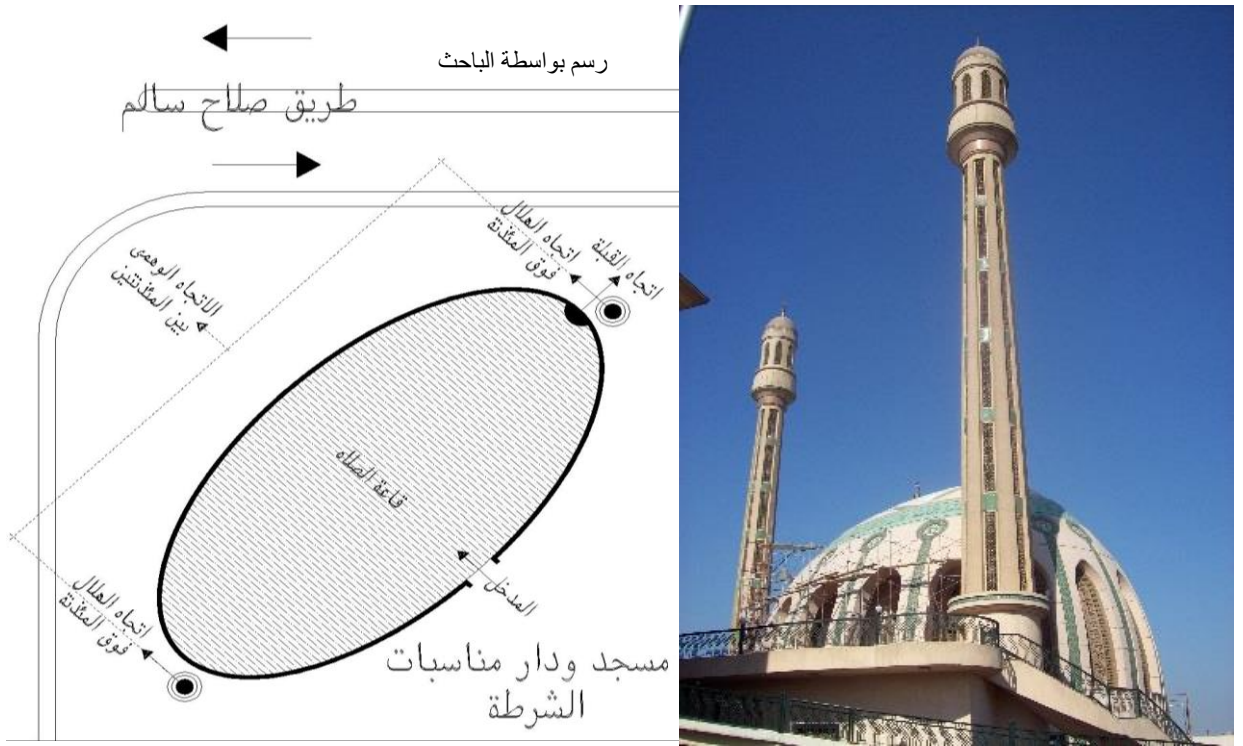 رسم بواسطة الباحث
طريق صلاح سالم
اتجاه الهلال
فوق المئذنة
اتجاه القبلة
الاتجاه الوهمى
بين المئذنتين
قاعة الصلاه
المدخل
اتجاه الهلال
فوق المئذنة
مسجد ودار مناسبات
الشرطة